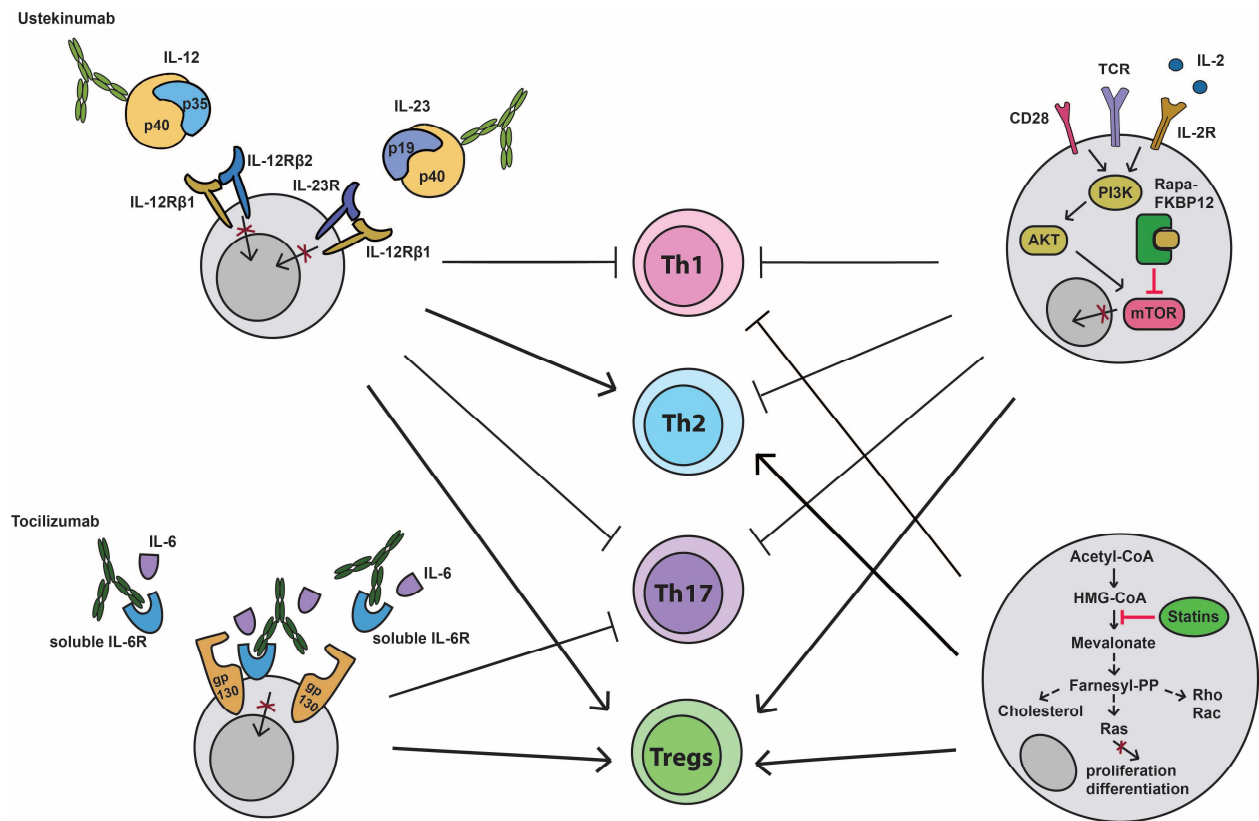 Ustekinumab
IL-12
p35
p40
IL-23
p19
p40
IL-12Rβ2
IL-12Rβ1
IL-23R
IL-12Rβ1
Th1
Th2
Th17
Tregs
TCR
IL-2
CD28
IL-2R
PI3K
Rapa-
FKBP12
AKT
mTOR
Tocilizumab
IL-6
soluble IL-6R
IL-6
soluble IL-6R
gp
130
gp
130
Acetyl-CoA
HMG-CoA
Statins
Mevalonate
Farnesyl-PP
Cholesterol
Rho
Rac
Ras
proliferation
differentiation